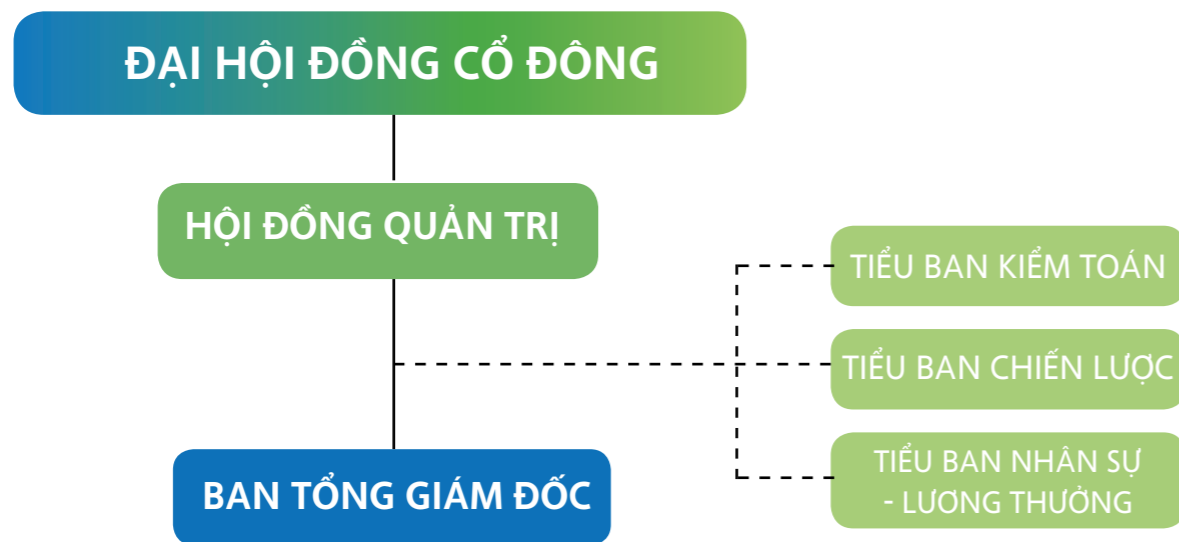 ĐẠI HỘI ĐỒNG CỔ ĐÔNG
HỘI ĐỒNG QUẢN TRỊ
TIỂU BAN KIỂM TOÁN
TIỂU BAN CHIẾN LƯỢC
TIỂU BAN NHÂN SỰ
- LƯƠNG THƯỞNG
BAN TỔNG GIÁM ĐỐC